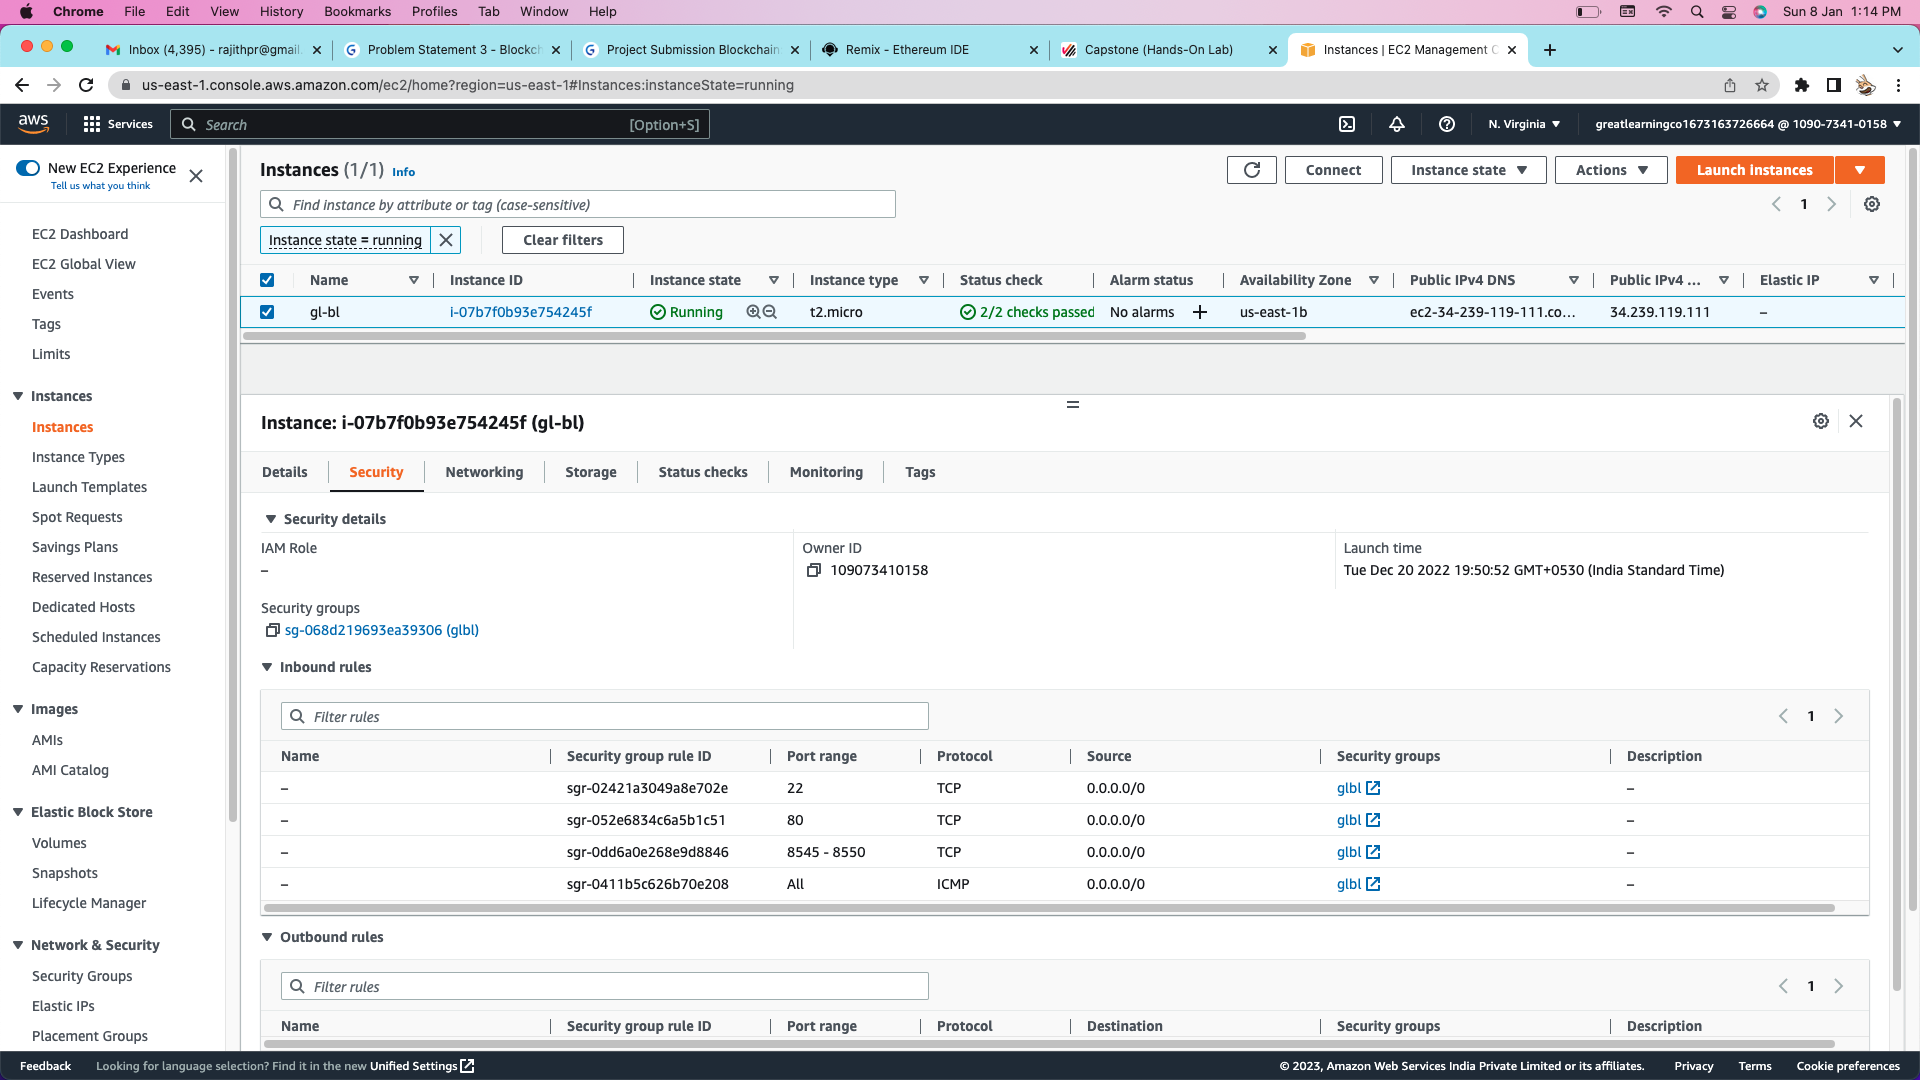 Chrome File Edit View History Bookmarks Profiles Tab Window Help Sun 8 Jan 1:14 PM
Inbox (4,395) - rajithpr@gmail. Problem Statement 3 - Blockch Project Submission Blockchain Remix - Ethereum IDE Capstone (Hands-On Lab) Instances | EC2 Management C
us-east-1.console.aws.amazon.com/ec2/home?region=us-east-1#Instances:instanceState=running
aws Services Search [Option+S] N. Virginia greatlearningco1673163726664 @ 1090-7341-0158
New EC2 Experience
Tell us what you think
EC2 Dashboard
EC2 Global View
Events
Tags
Limits
Instances
Instances
Instance Types
Launch Templates
Spot Requests
Savings Plans
Reserved Instances
Dedicated Hosts
Scheduled Instances
Capacity Reservations
Images
AMIs
AMI Catalog
Elastic Block Store
Volumes
Snapshots
Lifecycle Manager
Network & Security
Security Groups
Elastic IPs
Placement Groups
Instances (1/1) Info Connect Instance state Actions Launch instances
Find instance by attribute or tag (case-sensitive) 1
Instance state = running Clear filters
Name Instance ID Instance state Instance type Status check Alarm status Availability Zone Public IPv4 DNS Public IPv4 ... Elastic IP
gl-bl i-07b7f0b93e754245f Running t2.micro 2/2 checks passed No alarms us-east-1b ec2-34-239-119-111.co... 34.239.119.111 –
Instance: i-07b7f0b93e754245f (gl-bl)
Details Security Networking Storage Status checks Monitoring Tags
Security details
IAM Role Owner ID Launch time
– 109073410158 Tue Dec 20 2022 19:50:52 GMT+0530 (India Standard Time)
Security groups
sg-068d219693ea39306 (glbl)
Inbound rules
Filter rules 1
Name Security group rule ID Port range Protocol Source Security groups Description
– sgr-02421a3049a8e702e 22 TCP 0.0.0.0/0 glbl –
– sgr-052e6834c6a5b1c51 80 TCP 0.0.0.0/0 glbl –
– sgr-0dd6a0e268e9d8846 8545 - 8550 TCP 0.0.0.0/0 glbl –
– sgr-0411b5c626b70e208 All ICMP 0.0.0.0/0 glbl –
Outbound rules
Filter rules 1
Name Security group rule ID Port range Protocol Destination Security groups Description
Feedback Looking for language selection? Find it in the new Unified Settings © 2023, Amazon Web Services India Private Limited or its affiliates. Privacy Terms Cookie preferences